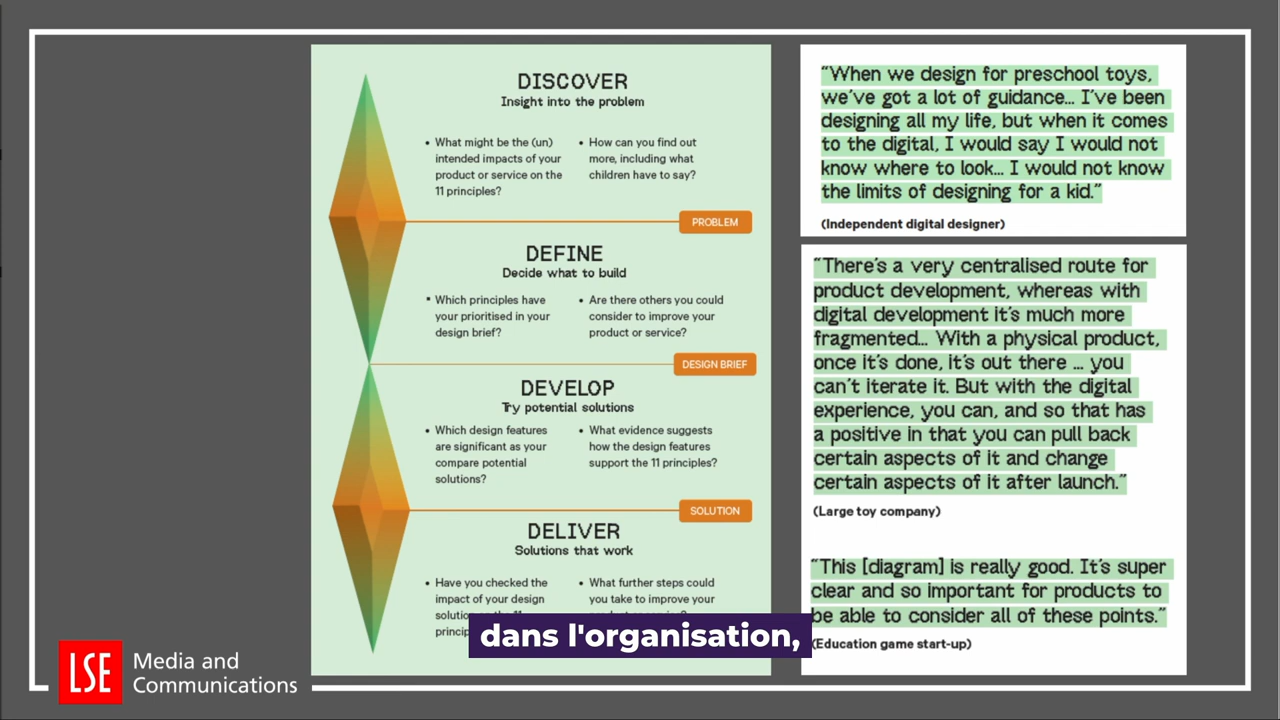 DISCOVER
Insight into the problem
• What might be the (un)
intended impacts of your
product or service on the
11 principles?
• How can you find out
more, including what
children have to say?
PROBLEM
DEFINE
Decide what to build
• Which principles have
your prioritised in your
design brief?
• Are there others you could
consider to improve your
product or service?
DESIGN BRIEF
DEVELOP
Try potential solutions
• Which design features
are significant as your
compare potential
solutions?
• What evidence suggests
how the design features
support the 11 principles?
SOLUTION
DELIVER
Solutions that work
• Have you checked the
impact of your design
• What further steps could
you take to improve your
"When we design for preschool toys,
we've got a lot of guidance... I've been
designing all my life, but when it comes
to the digital, I would say I would not
know where to look... I would not know
the limits of designing for a kid."
(Independent digital designer)
"There's a very centralised route for
product development, whereas with
digital development it's much more
fragmented... With a physical product,
once it's done, it's out there ... you
can't iterate it. But with the digital
experience, you can, and so that has
a positive in that you can pull back
certain aspects of it and change
certain aspects of it after launch."
(Large toy company)
"This [diagram] is really good. It's super
clear and so important for products to
be able to consider all of these points."
(Education game start-up)
dans l'organisation,
LSE
Media and
Communications